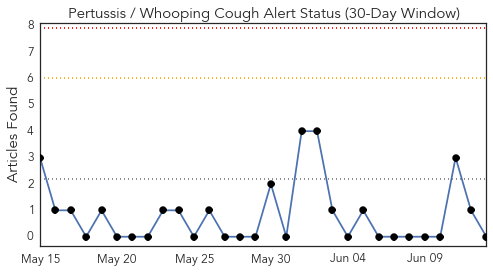 Pertussis / Whooping Cough Alert Status (30-Day Window)
Articles Found
8
7
6
5
4
3
2
1
0
May 15
May 20
May 25
May 30
Jun 04
Jun 09